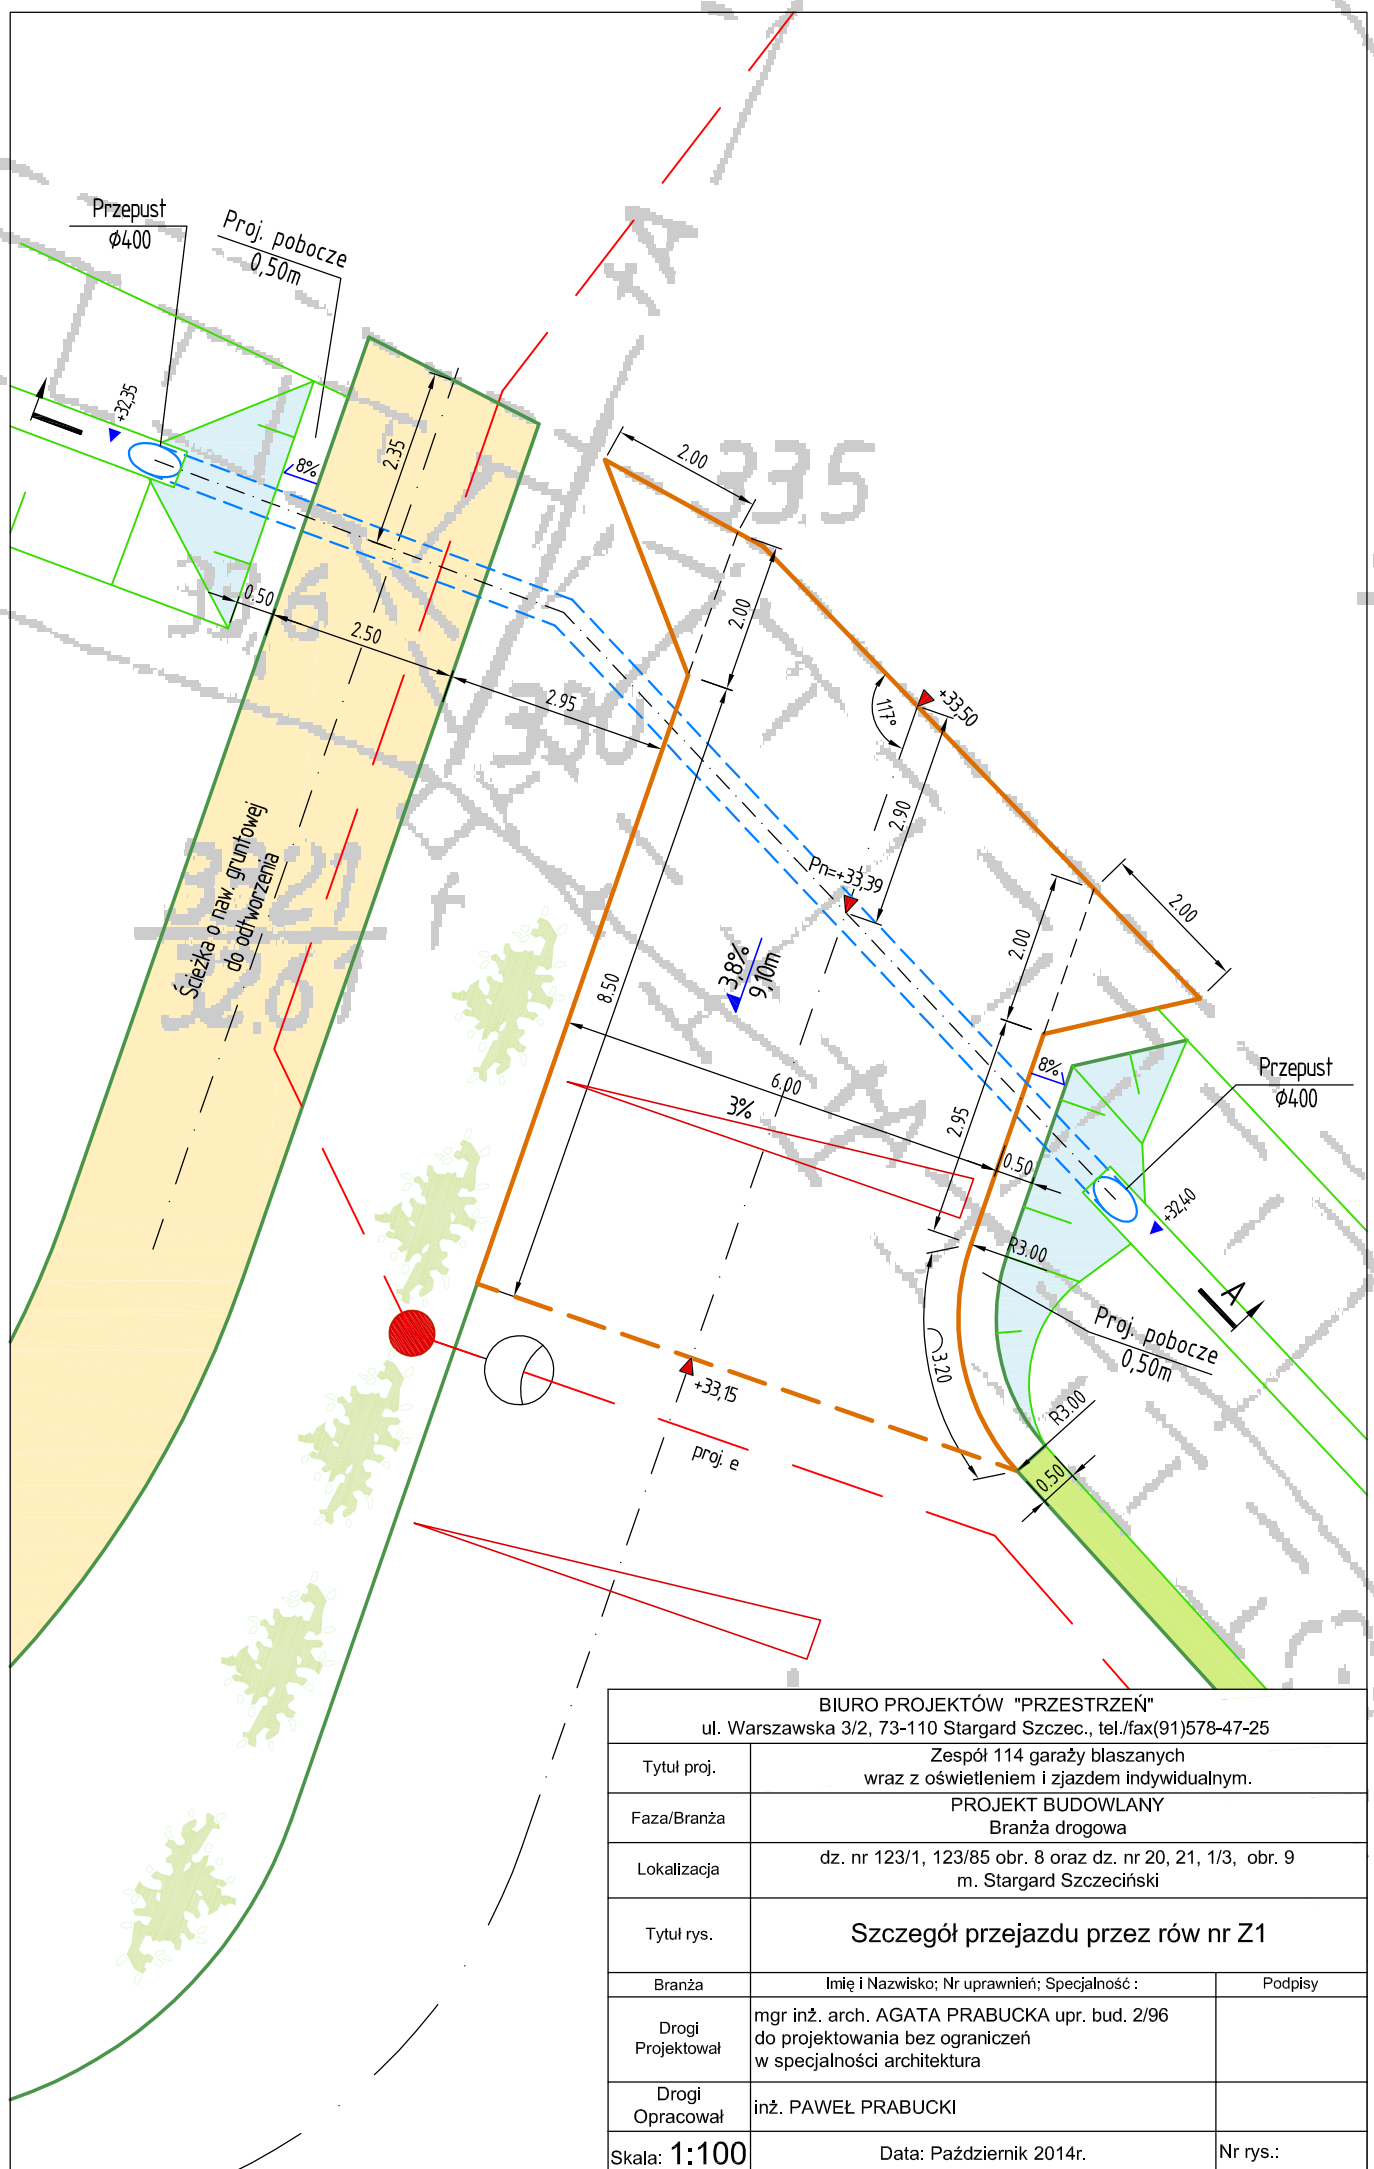 Przepust
Ø400
Proj. pobocze
0,50m
+32,35
8%
2.35
2.00
33.5
A
0.50
2.50
2.95
2.00
117°
+33,50
2.90
Pn=+33,39
Ścieżka o naw. gruntowej
do odtworzenia
3,8%
9,10m
8.50
2.00
2.00
6.00
3%
8%
2.95
0.50
Przepust
Ø400
+32,40
R3.00
A
Proj. pobocze
0,50m
3.20
R3.00
0.50
+33,15
proj. e
BIURO PROJEKTÓW "PRZESTRZEŃ"
ul. Warszawska 3/2, 73-110 Stargard Szczec., tel./fax(91)578-47-25
Tytuł proj.
Zespół 114 garaży blaszanych
wraz z oświetleniem i zjazdem indywidualnym.
Faza/Branża
PROJEKT BUDOWLANY
Branża drogowa
Lokalizacja
dz. nr 123/1, 123/85 obr. 8 oraz dz. nr 20, 21, 1/3, obr. 9
m. Stargard Szczeciński
Tytuł rys.
Szczegół przejazdu przez rów nr Z1
Branża
Imię i Nazwisko; Nr uprawnień; Specjalność :
Podpisy
Drogi
Projektował
mgr inż. arch. AGATA PRABUCKA upr. bud. 2/96
do projektowania bez ograniczeń
w specjalności architektura
Drogi
Opracował
inż. PAWEŁ PRABUCKI
Skala: 1:100
Data: Październik 2014r.
Nr rys.: